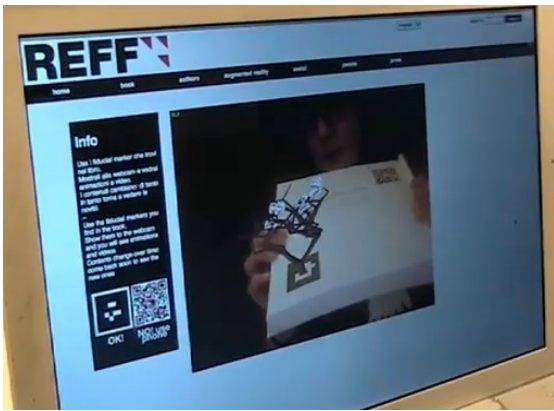 REFF
home
book
authors
augmented reality
people
Info
Usa i fiducial marker che trovi
nel libro.
Mostrali alla webcam e vedrai
animazioni e video.
I contenuti cambiano: di tanto
in tanto torna a vedere le
novità.
Use the fiducial markers you
find in the book.
Show them to the webcam
and you will see animations
and videos
Contents change over time:
come back soon to see the
new ones
OK!
NO! use
phone